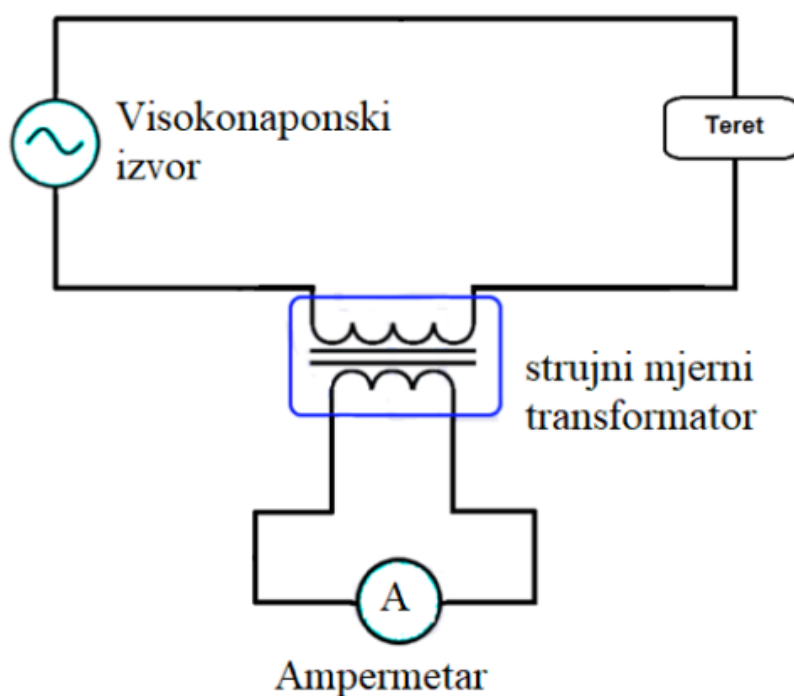 Visokonaponski
izvor
Teret
strujni mjerni
transformator
A
Ampermetar